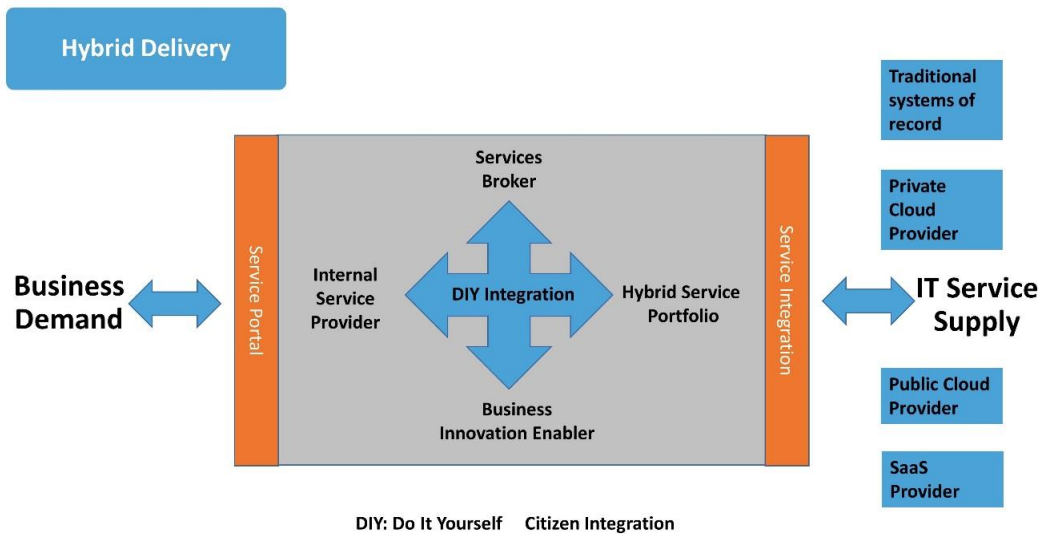 Hybrid Delivery
Traditional
systems of
record
Services
Broker
Private
Cloud
Provider
Service Portal
Service Integration
Business
Demand
Internal
Service
Provider
DIY Integration
Hybrid Service
Portfolio
IT Service
Supply
Public Cloud
Provider
Business
Innovation Enabler
SaaS
Provider
DIY: Do It Yourself Citizen Integration